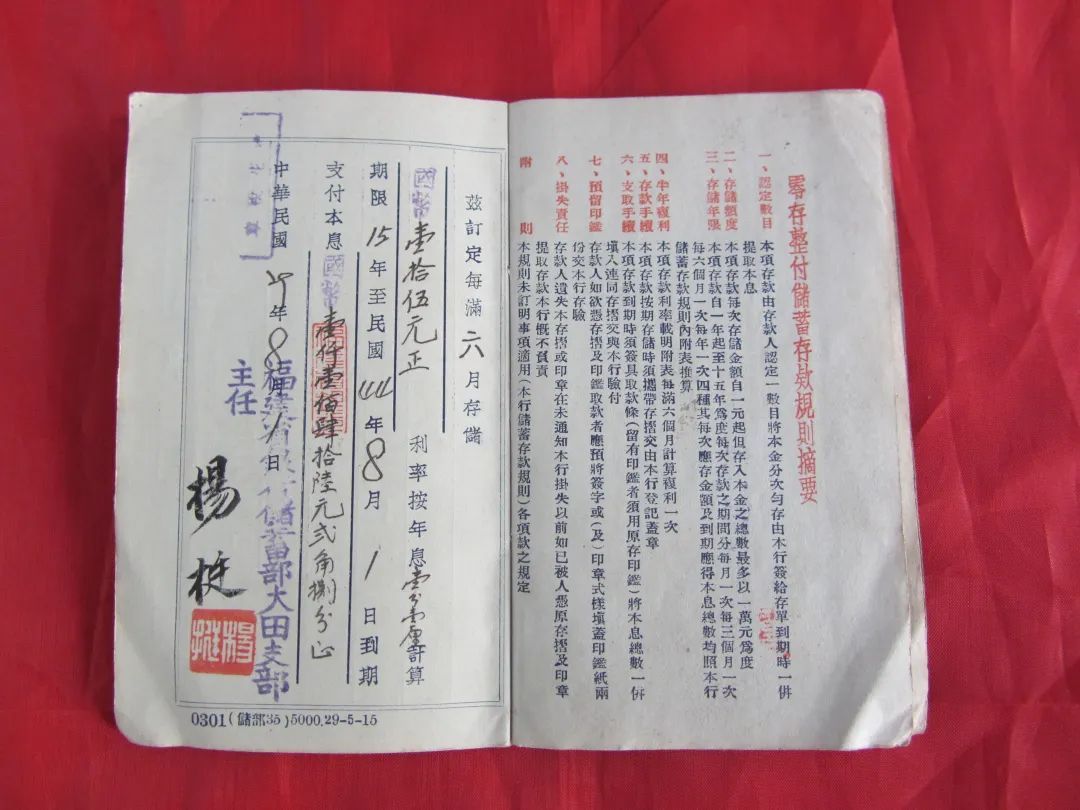 零存整付儲蓄存款規則摘要
一、認定數目 本項存款由存款人認定一數目將本金分次勻存由本行簽給存單到期時一併
提取本息
二、存儲額度 本項存款每次存儲金額自一元起但存入本金之總數最多以一萬元為度
三、存儲年限 本項存款自一年起至十五年為度每次存款之期間分每月一次每三個月一次
每六個月一次每年一次四種其每次應存金額及到期應得本息總數均照本行
儲蓄存款規則內附表推算
四、半年複利 本項存款利率載明附表每滿六個月計算複利一次
五、存款手續 本項存款按期存儲時須攜帶存摺交由本行登記蓋章
六、支取手續 本項存款到期時須簽具取款條(留有印鑑者須用原存印鑑)將本息總數一併
填入連同存摺交與本行驗付
七、預留印鑑 存款人如欲憑存摺及印鑑取款者應預將簽字或(及)印章式樣填蓋印鑑紙兩
份交本行存驗
八、掛失責任 存款人遺失本存摺或印章在未通知本行掛失以前如已被人憑原存摺及印章
提取存款本行概不負責
附則 本規則未訂明事項適用(本行儲蓄存款規則)各項款之規定
茲訂定每滿六月存儲
國幣壹拾伍元正 利率按年息壹分壹厘計算
期限15年至民國44年8月1日到期
支付本息國幣壹仟壹佰肆拾陸元弍角捌分正
中華民國 年8月1日
福建省銀行儲蓄部大田支部
主任
楊梃
0301(儲部35)5000,29-5-15